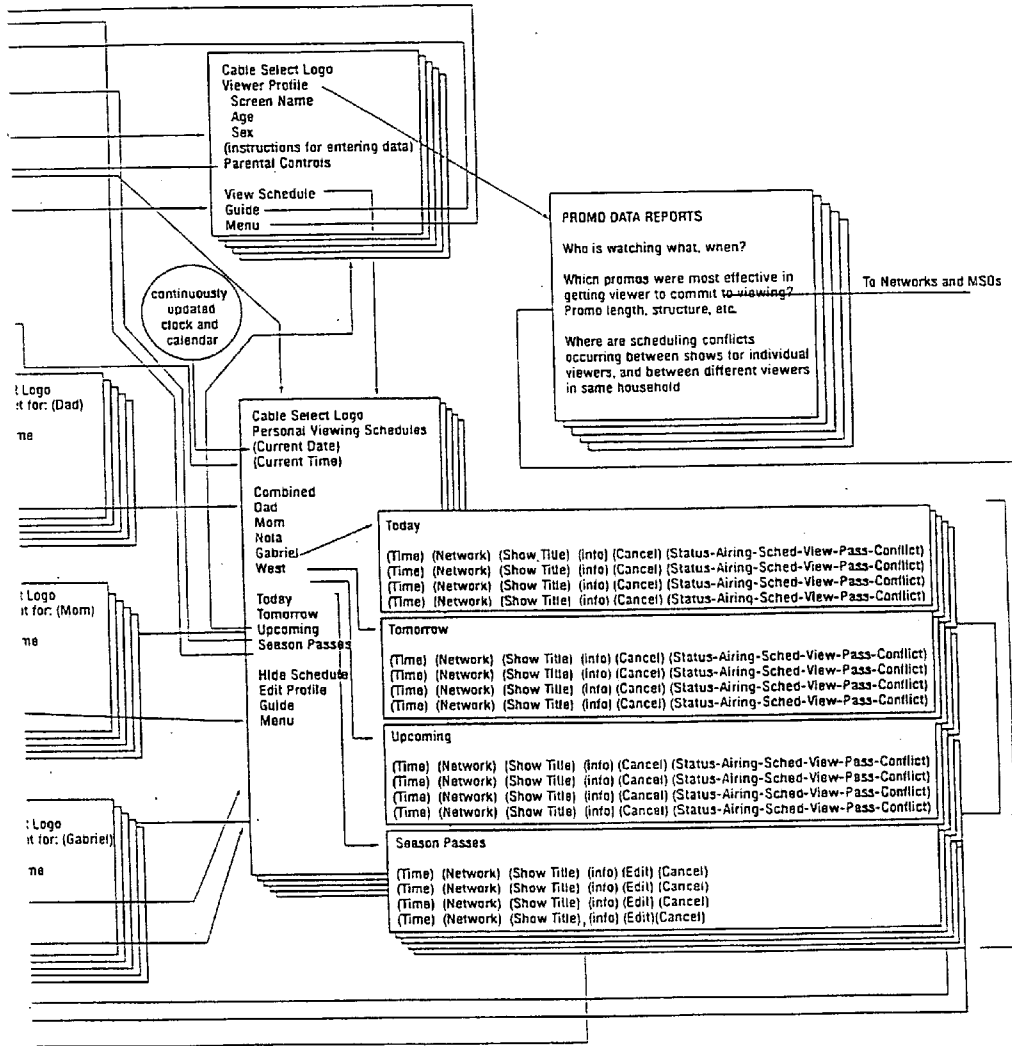 Cable Select Logo
Viewer Profile
Screen Name
Age
Sex
(instructions for entering data)
Parental Controls
View Schedule
Guide
Menu
PROMO DATA REPORTS
Who is watching what, when?
Which promos were most effective in
getting viewer to commit to viewing?
Promo length, structure, etc.
Where are scheduling conflicts
occurring between shows for individual
viewers, and between different viewers
in same household
To Networks and MSOs
continuously
updated
clock and
calendar
t Logo
et for: (Dad)
me
Cable Select Logo
Personal Viewing Schedules
(Current Date)
(Current Time)
Combined
Dad
Mom
Nola
Gabriel
West
Today
Tomorrow
Upcoming
Season Passes
Hide Schedule
Edit Profile
Guide
Menu
Today
(Time) (Network) (Show Title) (info) (Cancel) (Status-Airing-Sched-View-Pass-Conflict)
(Time) (Network) (Show Title) (info) (Cancel) (Status-Airing-Sched-View-Pass-Conflict)
(Time) (Network) (Show Title) (info) (Cancel) (Status-Airing-Sched-View-Pass-Conflict)
(Time) (Network) (Show Title) (info) (Cancel) (Status-Airing-Sched-View-Pass-Conflict)
Tomorrow
(Time) (Network) (Show Title) (info) (Cancel) (Status-Airing-Sched-View-Pass-Conflict)
(Time) (Network) (Show Title) (info) (Cancel) (Status-Airing-Sched-View-Pass-Conflict)
(Time) (Network) (Show Title) (info) (Cancel) (Status-Airing-Sched-View-Pass-Conflict)
(Time) (Network) (Show Title) (info) (Cancel) (Status-Airing-Sched-View-Pass-Conflict)
Upcoming
(Time) (Network) (Show Title) (info) (Cancel) (Status-Airing-Sched-View-Pass-Conflict)
(Time) (Network) (Show Title) (info) (Cancel) (Status-Airing-Sched-View-Pass-Conflict)
(Time) (Network) (Show Title) (info) (Cancel) (Status-Airing-Sched-View-Pass-Conflict)
(Time) (Network) (Show Title) (info) (Cancel) (Status-Airing-Sched-View-Pass-Conflict)
Season Passes
(Time) (Network) (Show Title) (info) (Edit) (Cancel)
(Time) (Network) (Show Title) (info) (Edit) (Cancel)
(Time) (Network) (Show Title) (info) (Edit) (Cancel)
(Time) (Network) (Show Title), (info) (Edit)(Cancel)
t Logo
nt for: (Mom)
me
t Logo
et for: (Gabriel)
me